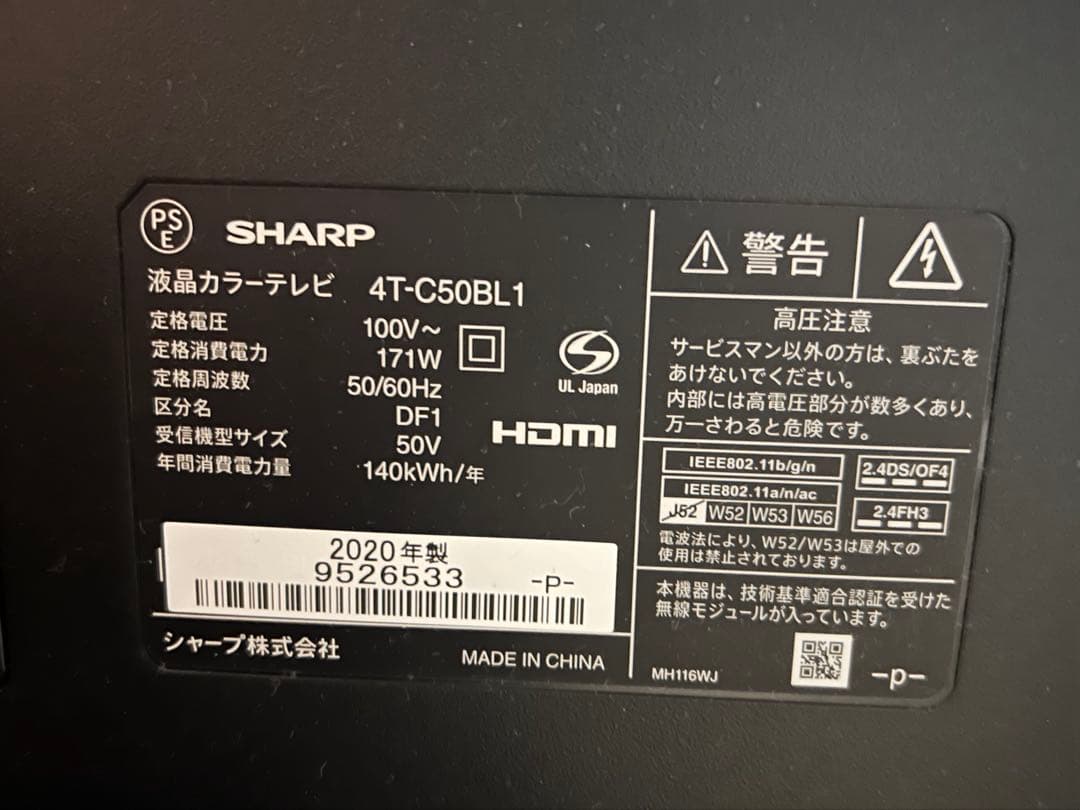 PS
E
SHARP
液晶カラーテレビ 4T-C50BL1
定格電圧 100V~
定格消費電力 171W
定格周波数 50/60Hz
区分名 DF1
受信機型サイズ 50V
年間消費電力量 140kWh/年
UL Japan
HDMI
2020年製
9526533 -P-
シャープ株式会社
MADE IN CHINA
警告
高圧注意
サービスマン以外の方は、裏ぶたを
あけないでください。
内部には高電圧部分が数多くあり、
万一さわると危険です。
IEEE802.11b/g/n
IEEE802.11a/n/ac
J52 W52 W53 W56
2.4DS/OF4
2.4FH3
電波法により、W52/W53は屋外での
使用は禁止されております。
本機器は、技術基準適合認証を受けた
無線モジュールが入っています。
MH116WJ
-p-